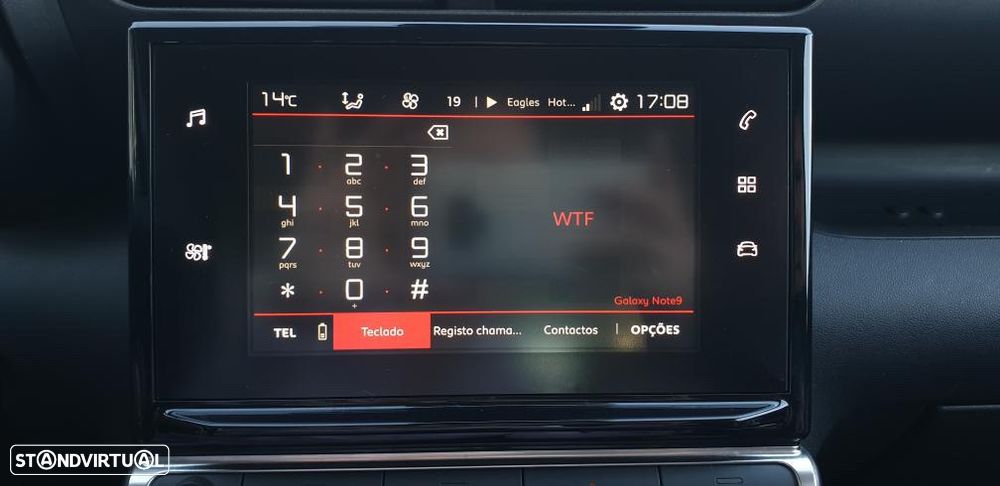 14°C 19 Eagles Hot... 17:08
1 2 3
abc def
4 5 6
ghi jkl mno
WTF
7 8 9
pqrs tuv wxyz
* 0 #
+
Galaxy Note9
TEL Teclado Registo chama... Contactos OPÇÕES
STANDVIRTUAL